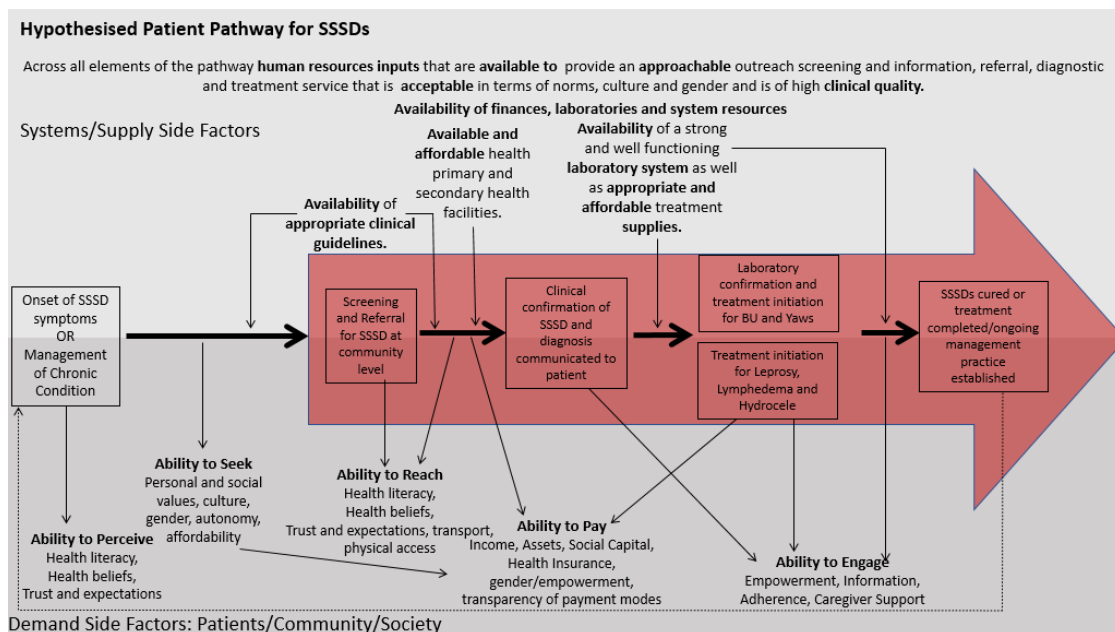 Hypothesised Patient Pathway for SSSDs
Across all elements of the pathway human resources inputs that are available to provide an approachable outreach screening and information, referral, diagnostic
and treatment service that is acceptable in terms of norms, culture and gender and is of high clinical quality.
Availability of finances, laboratories and system resources
Systems/Supply Side Factors
Availability of
appropriate clinical
guidelines.
Available and
affordable health
primary and
secondary health
facilities.
Availability of a strong
and well functioning
laboratory system as well
as appropriate and
affordable treatment
supplies.
Onset of SSSD
symptoms
OR
Management
of Chronic
Condition
Screening
and Referral
for SSSD at
community
level
Clinical
confirmation of
SSSD and
diagnosis
communicated to
patient
Laboratory
confirmation and
treatment initiation
for BU and Yaws
Treatment initiation
for Leprosy,
Lymphedema and
Hydrocele
SSSDs cured or
treatment
completed/ongoing
management
practice
established
Ability to Perceive
Health literacy,
Health beliefs,
Trust and expectations
Ability to Seek
Personal and social
values, culture,
gender, autonomy,
affordability
Ability to Reach
Health literacy,
Health beliefs,
Trust and expectations, transport,
physical access
Ability to Pay
Income, Assets, Social Capital,
Health Insurance,
gender/empowerment,
transparency of payment modes
Ability to Engage
Empowerment, Information,
Adherence, Caregiver Support
Demand Side Factors: Patients/Community/Society